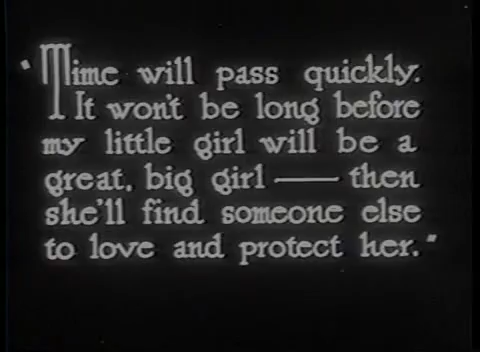 "Time will pass quickly.
It won't be long before
my little girl will be a
great, big girl —— then
she'll find someone else
to love and protect her."